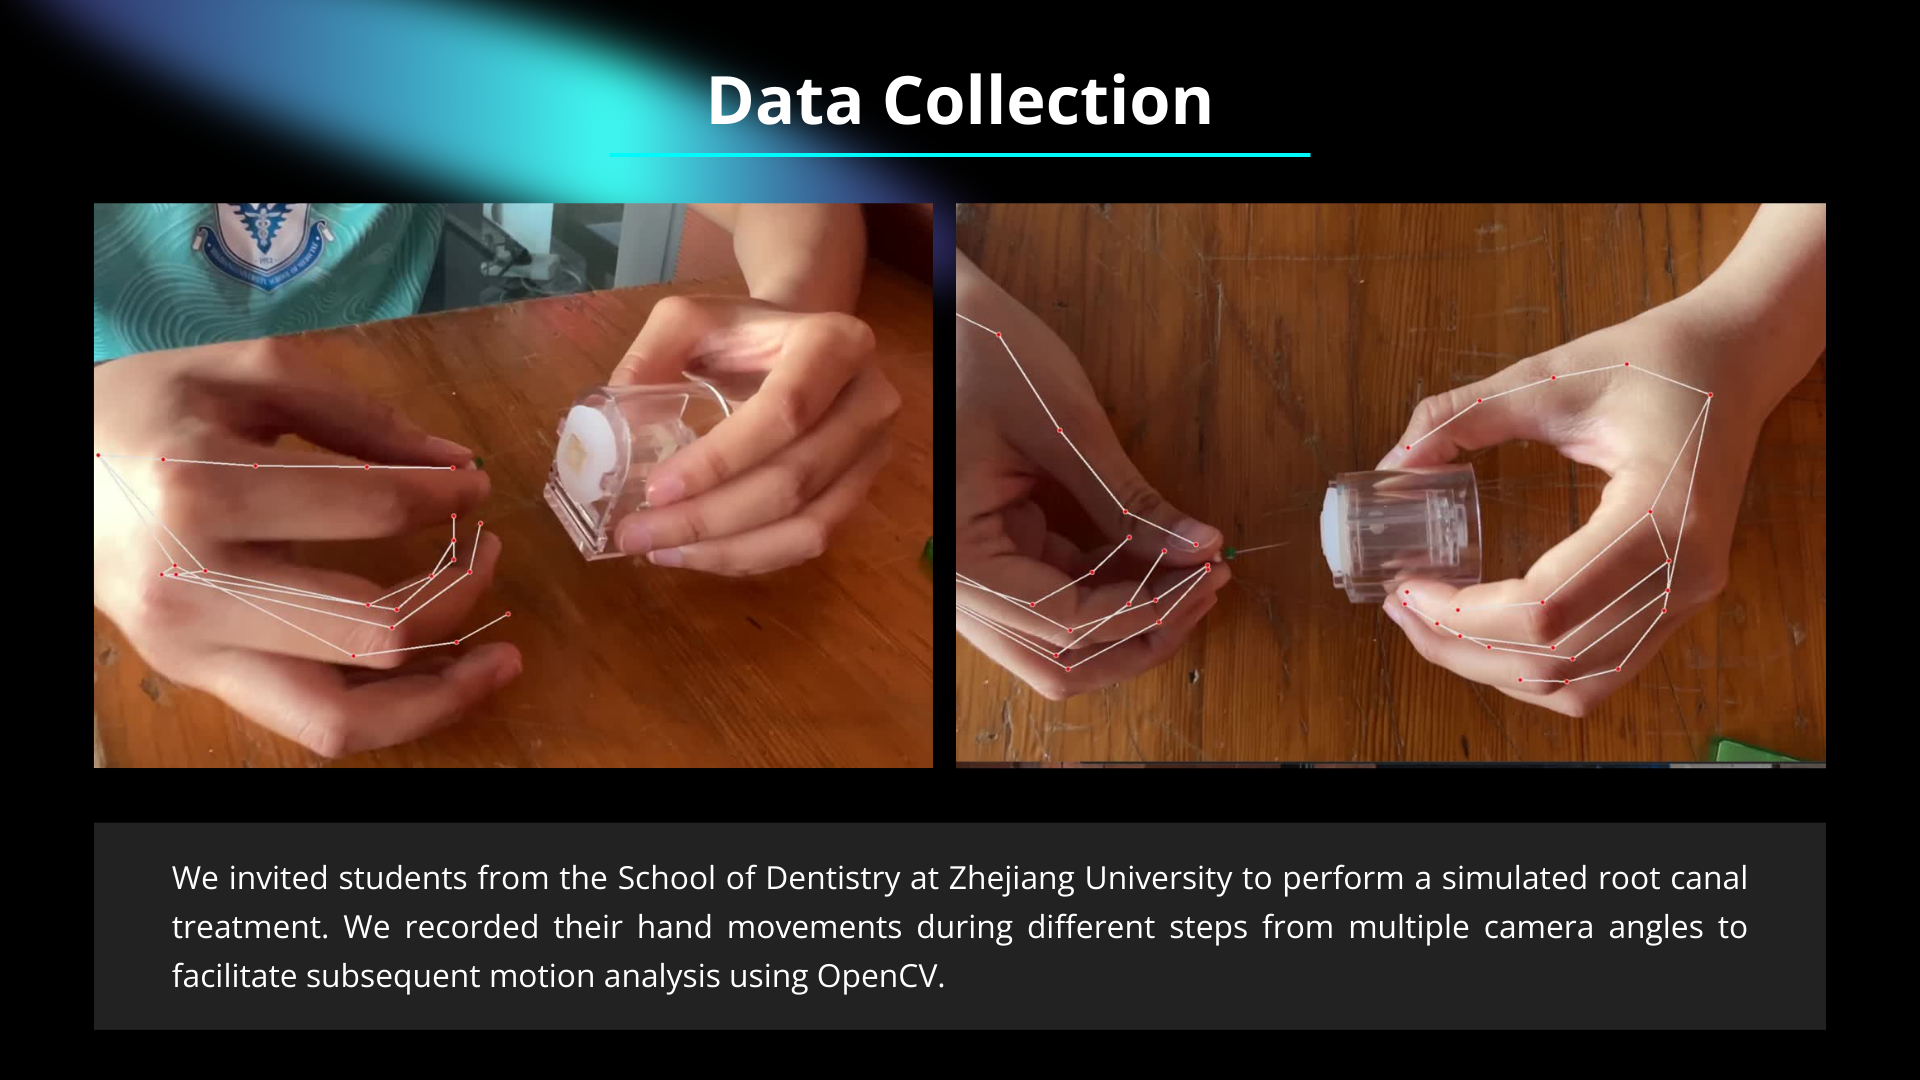 Data Collection
We invited students from the School of Dentistry at Zhejiang University to perform a simulated root canal
treatment. We recorded their hand movements during different steps from multiple camera angles to
facilitate subsequent motion analysis using OpenCV.